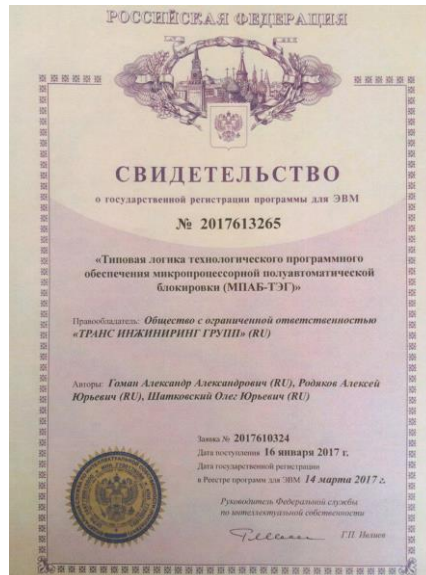 РОССИЙСКАЯ ФЕДЕРАЦИЯ
СВИДЕТЕЛЬСТВО
о государственной регистрации программы для ЭВМ
№ 2017613265
«Типовая логика технологического программного
обеспечения микропроцессорной полуавтоматической
блокировки (МПАБ-ТЭГ)»
Правообладатель: Общество с ограниченной ответственностью
«ТРАНС ИНЖИНИРИНГ ГРУПП» (RU)
Авторы: Гоман Александр Александрович (RU), Родяков Алексей
Юрьевич (RU), Шатковский Олег Юрьевич (RU)
Заявка № 2017610324
Дата поступления 16 января 2017 г.
Дата государственной регистрации
в Реестре программ для ЭВМ 14 марта 2017 г.
Руководитель Федеральной службы
по интеллектуальной собственности
Г.П. Ивлиев